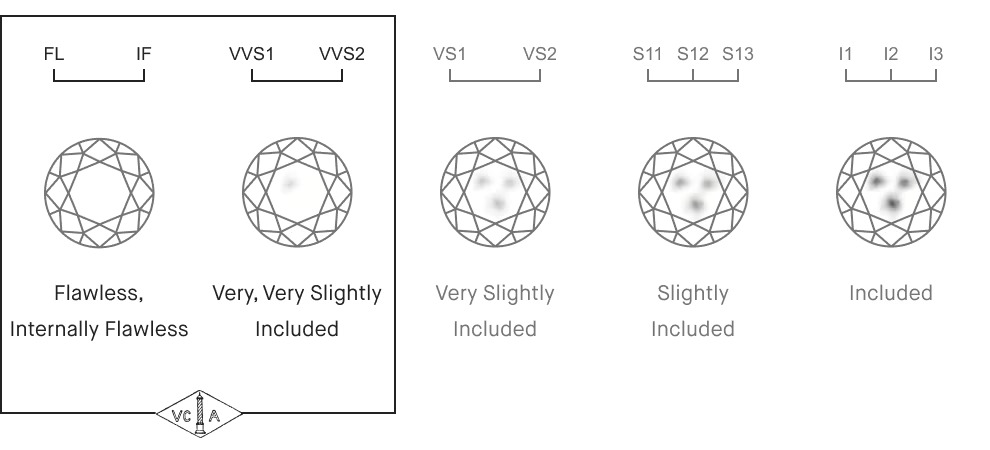 FL IF VVS1 VVS2 VS1 VS2 S11 S12 S13 I1 I2 I3
Flawless,
Internally Flawless
Very, Very Slightly
Included
Very Slightly
Included
Slightly
Included
Included
VC A